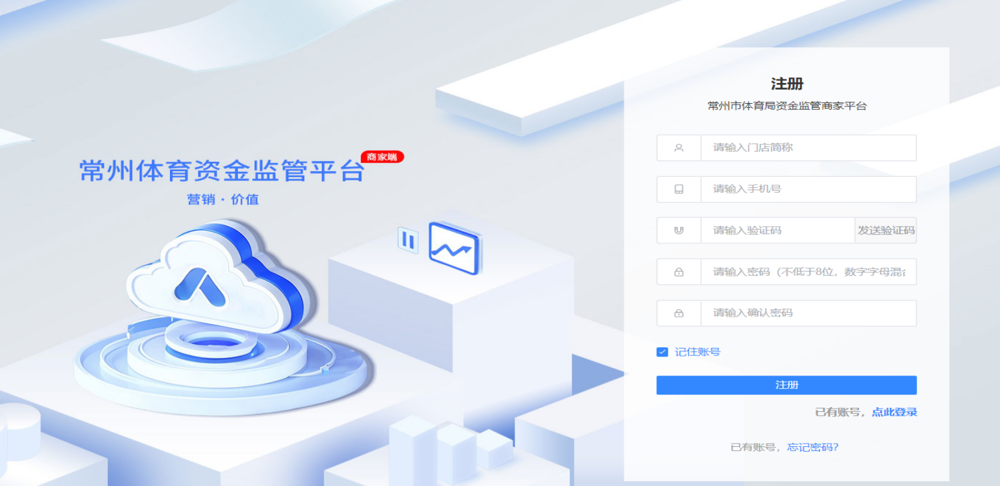 常州体育资金监管平台
商家端
营销·价值
注册
常州市体育局资金监管商家平台
请输入门店简称
请输入手机号
请输入验证码
发送验证码
请输入密码（不低于8位，数字字母混
请输入确认密码
记住账号
注册
已有账号，点此登录
已有账号，忘记密码?